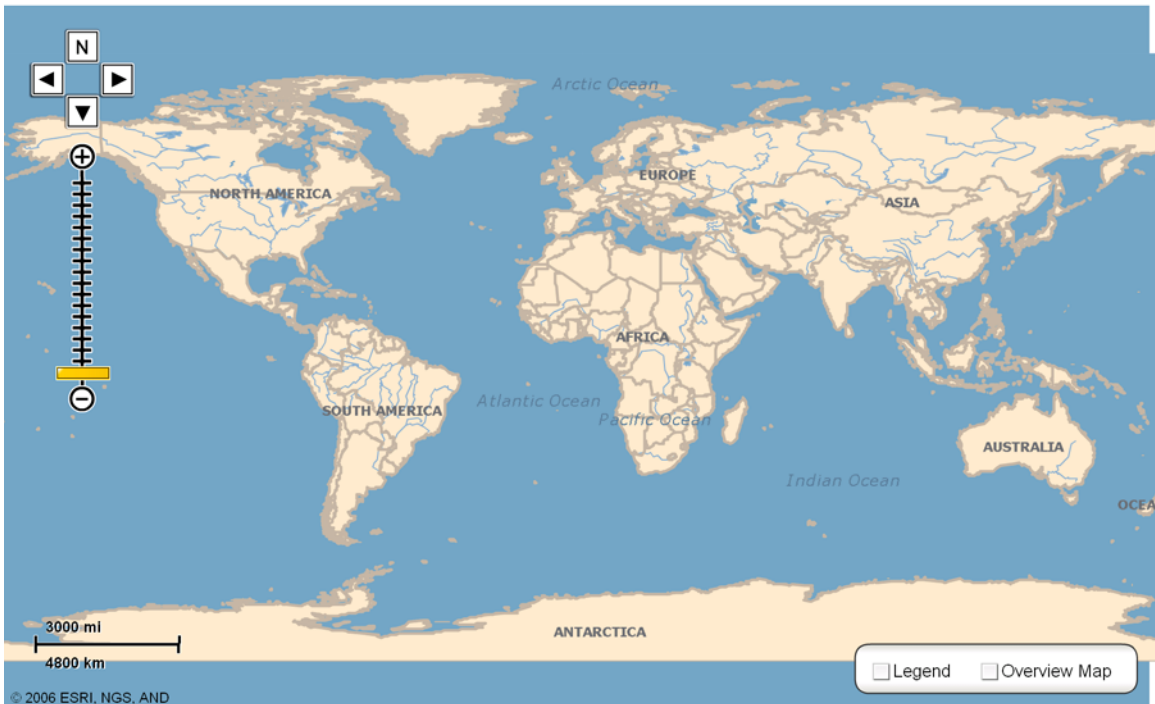 N
Arctic Ocean
EUROPE
NORTH AMERICA
ASIA
AFRICA
Atlantic Ocean
SOUTH AMERICA
Pacific Ocean
AUSTRALIA
Indian Ocean
OCEA
3000 mi
ANTARCTICA
4800 km
Legend
Overview Map
© 2006 ESRI, NGS, AND